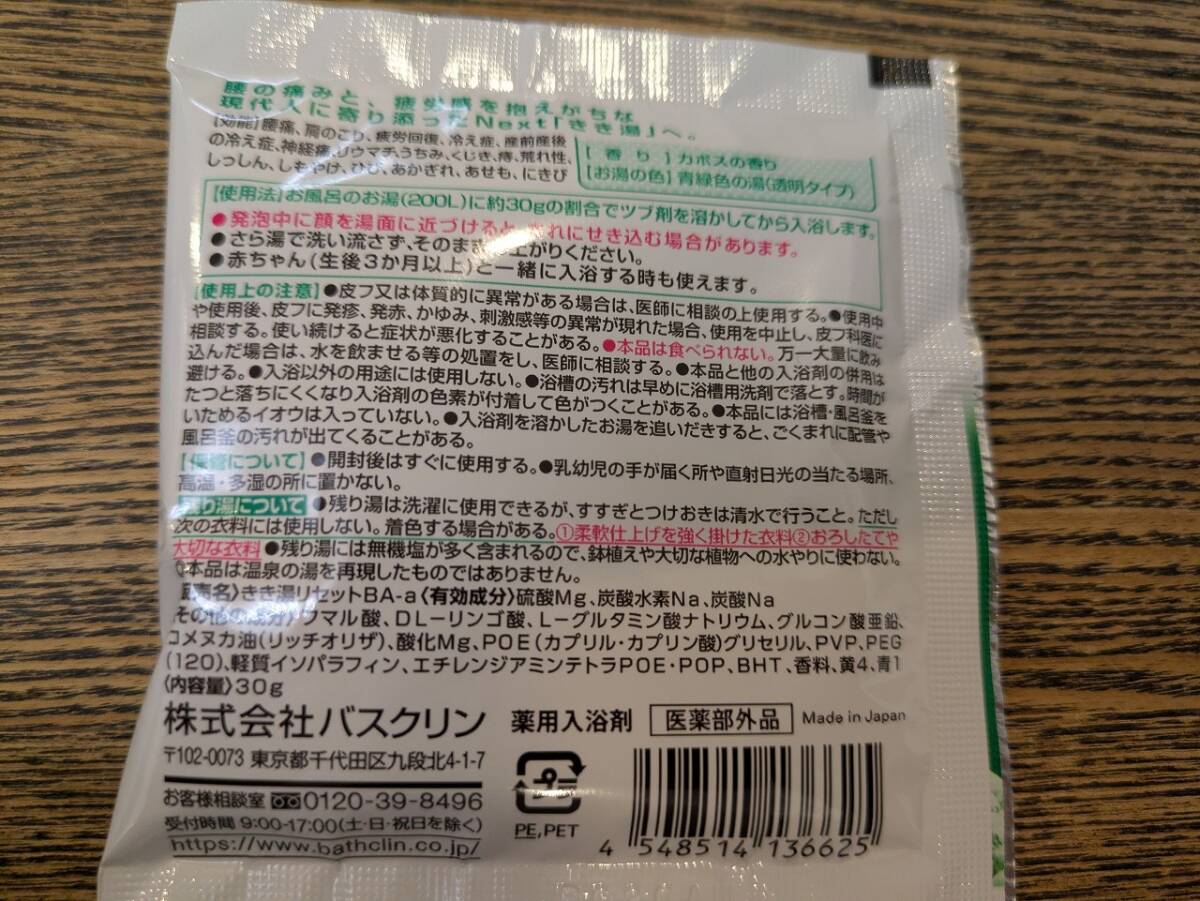 腰の痛みと、疲労感を抱えがちな
現代人に寄り添ったNext「きき湯」へ。
【効能】腰痛、肩のこり、疲労回復、冷え症、産前産後
の冷え症、神経痛、リウマチ、うちみ、くじき、痔、荒れ性、
しっしん、しもやけ、ひび、あかぎれ、あせも、にきび
【香り】カボスの香り
【お湯の色】青緑色の湯(透明タイプ)
【使用法】お風呂のお湯(200L)に約30gの割合でツブ剤を溶かしてから入浴します。
●発泡中に顔を湯面に近づけると、まれにせき込む場合があります。
●さら湯で洗い流さず、そのままお上がりください。
●赤ちゃん(生後3か月以上)と一緒に入浴する時も使えます。
【使用上の注意】●皮フ又は体質的に異常がある場合は、医師に相談の上使用する。●使用中
や使用後、皮フに発疹、発赤、かゆみ、刺激感等の異常が現れた場合、使用を中止し、皮フ科医に
相談する。使い続けると症状が悪化することがある。●本品は食べられない。万一大量に飲み
込んだ場合は、水を飲ませる等の処置をし、医師に相談する。●本品と他の入浴剤の併用は
避ける。●入浴以外の用途には使用しない。●浴槽の汚れは早めに浴槽用洗剤で落とす。時間が
たつと落ちにくくなり入浴剤の色素が付着して色がつくことがある。●本品には浴槽・風呂釜を
いためるイオウは入っていない。●入浴剤を溶かしたお湯を追いだきすると、ごくまれに配管や
風呂釜の汚れが出てくることがある。
【保管について】●開封後はすぐに使用する。●乳幼児の手が届く所や直射日光の当たる場所、
高温・多湿の所に置かない。
残り湯について ●残り湯は洗濯に使用できるが、すすぎとつけおきは清水で行うこと。ただし
次の衣料には使用しない。着色する場合がある。①柔軟仕上げを強く掛けた衣料②おろしたてや
大切な衣料 ●残り湯には無機塩が多く含まれるので、鉢植えや大切な植物への水やりに使わない。
●本品は温泉の湯を再現したものではありません。
〈販売名〉きき湯リセットBA-a〈有効成分〉硫酸Mg、炭酸水素Na、炭酸Na
〈その他の成分〉フマル酸、DL-リンゴ酸、L-グルタミン酸ナトリウム、グルコン酸亜鉛、
コメヌカ油(リッチオリザ)、酸化Mg、POE(カプリル・カプリン酸)グリセリル、PVP、PEG
(120)、軽質イソパラフィン、エチレンジアミンテトラPOE・POP、BHT、香料、黄4、青1
〈内容量〉30g
株式会社バスクリン 薬用入浴剤 医薬部外品 Made in Japan
〒102-0073 東京都千代田区九段北4-1-7
お客様相談室 0120-39-8496
受付時間 9:00-17:00(土・日・祝日を除く)
https://www.bathclin.co.jp/
プラ
PE,PET
4 548514 136625